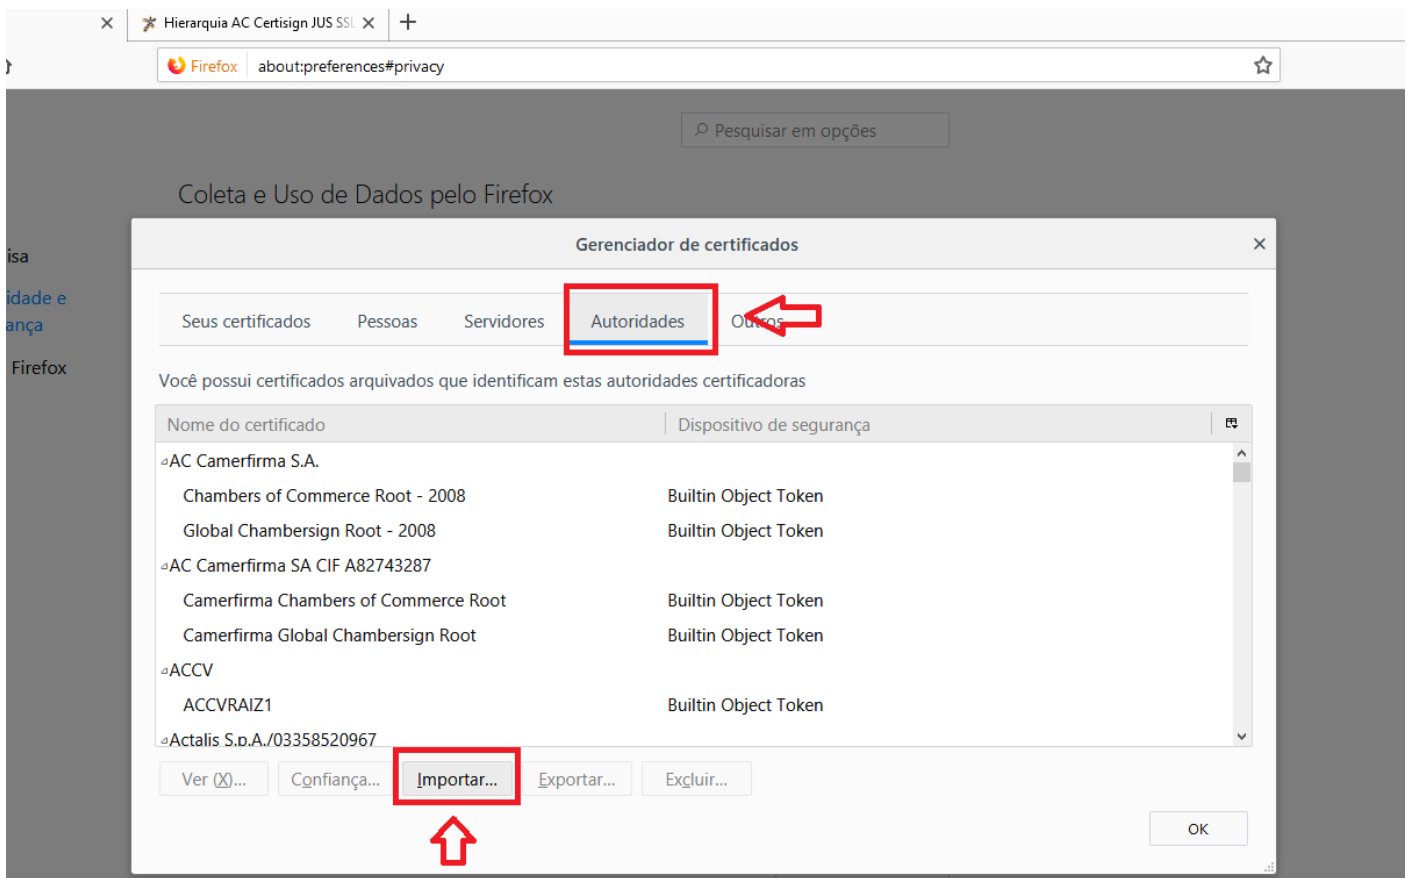 Hierarquia AC Certisign JUS SSL
Firefox about:preferences#privacy
Pesquisar em opções
Coleta e Uso de Dados pelo Firefox
isa
idade e
ança
Firefox
Gerenciador de certificados
Seus certificados Pessoas Servidores Autoridades Outros
Você possui certificados arquivados que identificam estas autoridades certificadoras
Nome do certificado Dispositivo de segurança
AC Camerfirma S.A.
Chambers of Commerce Root - 2008 Builtin Object Token
Global Chambersign Root - 2008 Builtin Object Token
AC Camerfirma SA CIF A82743287
Camerfirma Chambers of Commerce Root Builtin Object Token
Camerfirma Global Chambersign Root Builtin Object Token
ACCV
ACCVRAIZ1 Builtin Object Token
Actalis S.p.A./03358520967
Ver (X)... Confiança... Importar... Exportar... Excluir...
OK